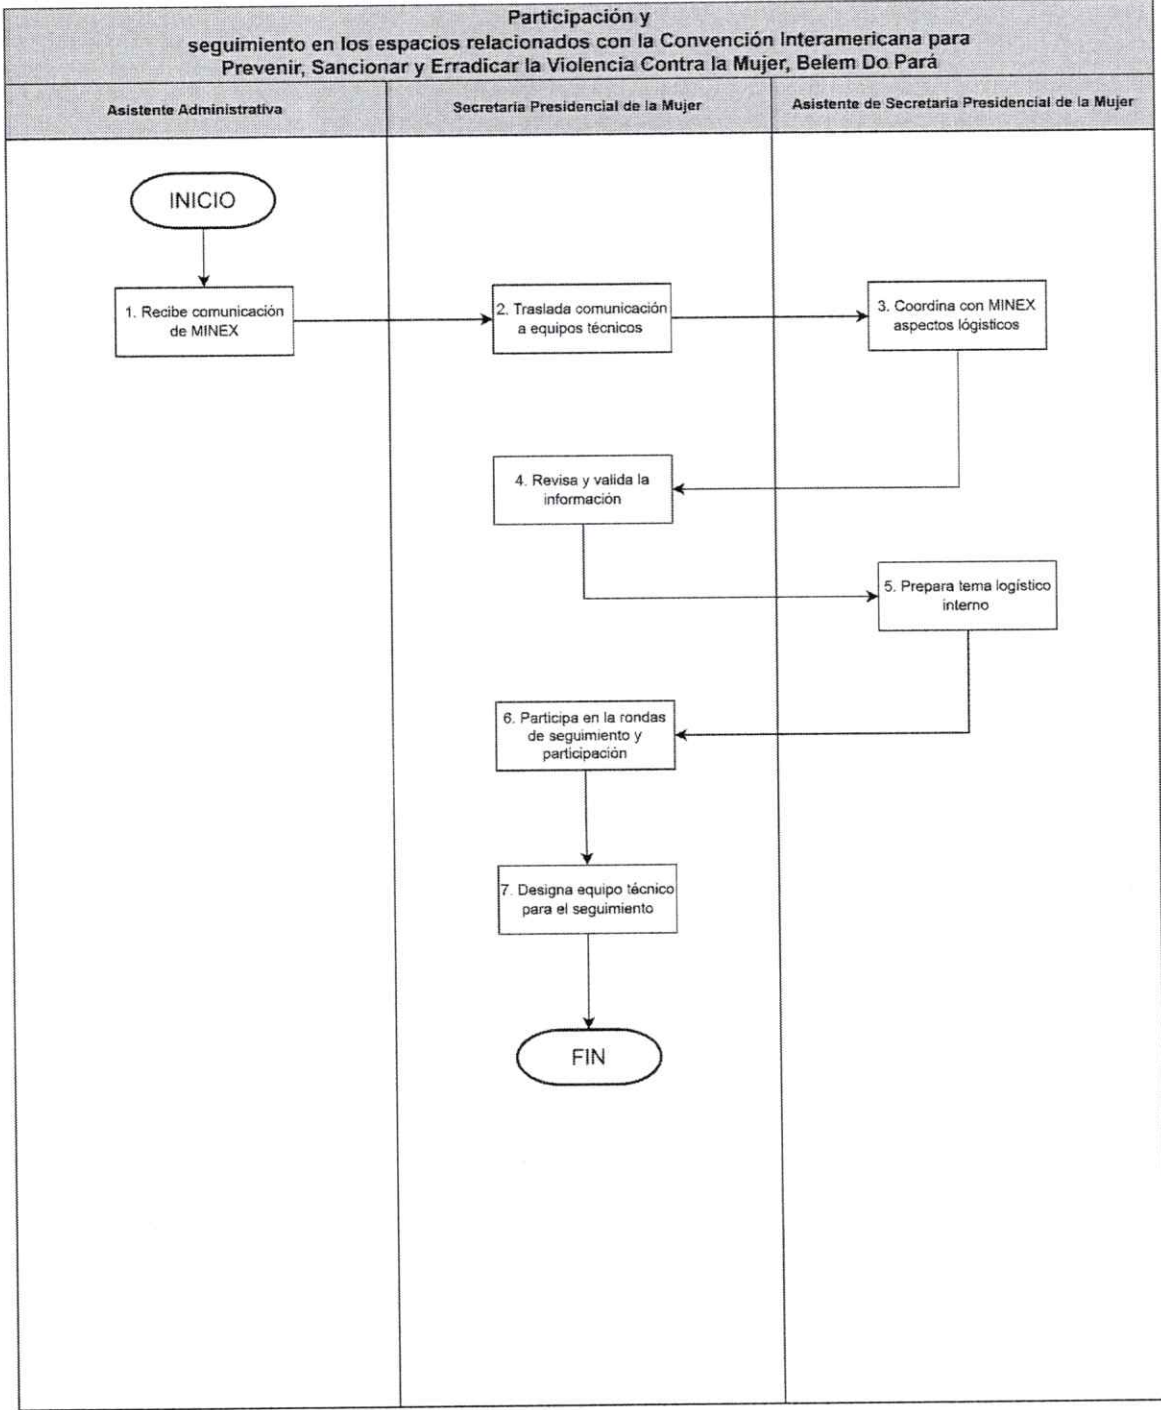 Participación y
seguimiento en los espacios relacionados con la Convención Interamericana para
Prevenir, Sancionar y Erradicar la Violencia Contra la Mujer, Belem Do Pará
Asistente Administrativa
Secretaria Presidencial de la Mujer
Asistente de Secretaria Presidencial de la Mujer
INICIO
1. Recibe comunicación
de MINEX
2. Traslada comunicación
a equipos técnicos
3. Coordina con MINEX
aspectos lógisticos
4. Revisa y valida la
información
5. Prepara tema logístico
interno
6. Participa en la rondas
de seguimiento y
participación
7. Designa equipo técnico
para el seguimiento
FIN